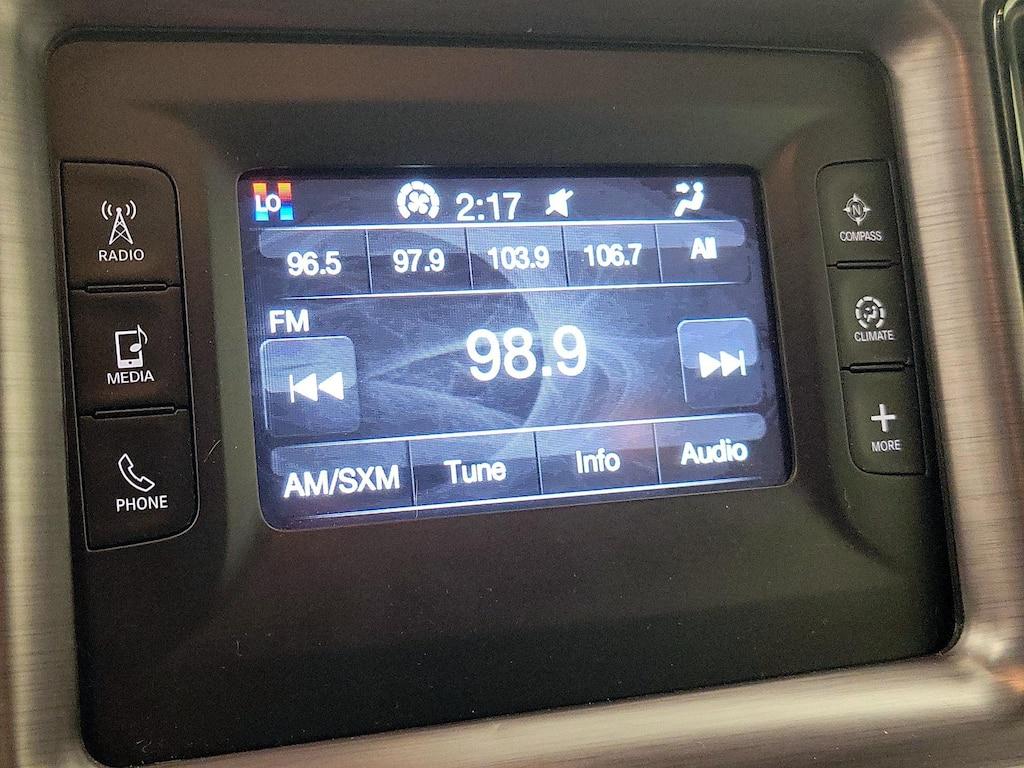 LO 2:17
96.5 97.9 103.9 106.7 All
FM
98.9
AM/SXM Tune Info Audio
RADIO
MEDIA
PHONE
N
COMPASS
CLIMATE
MORE